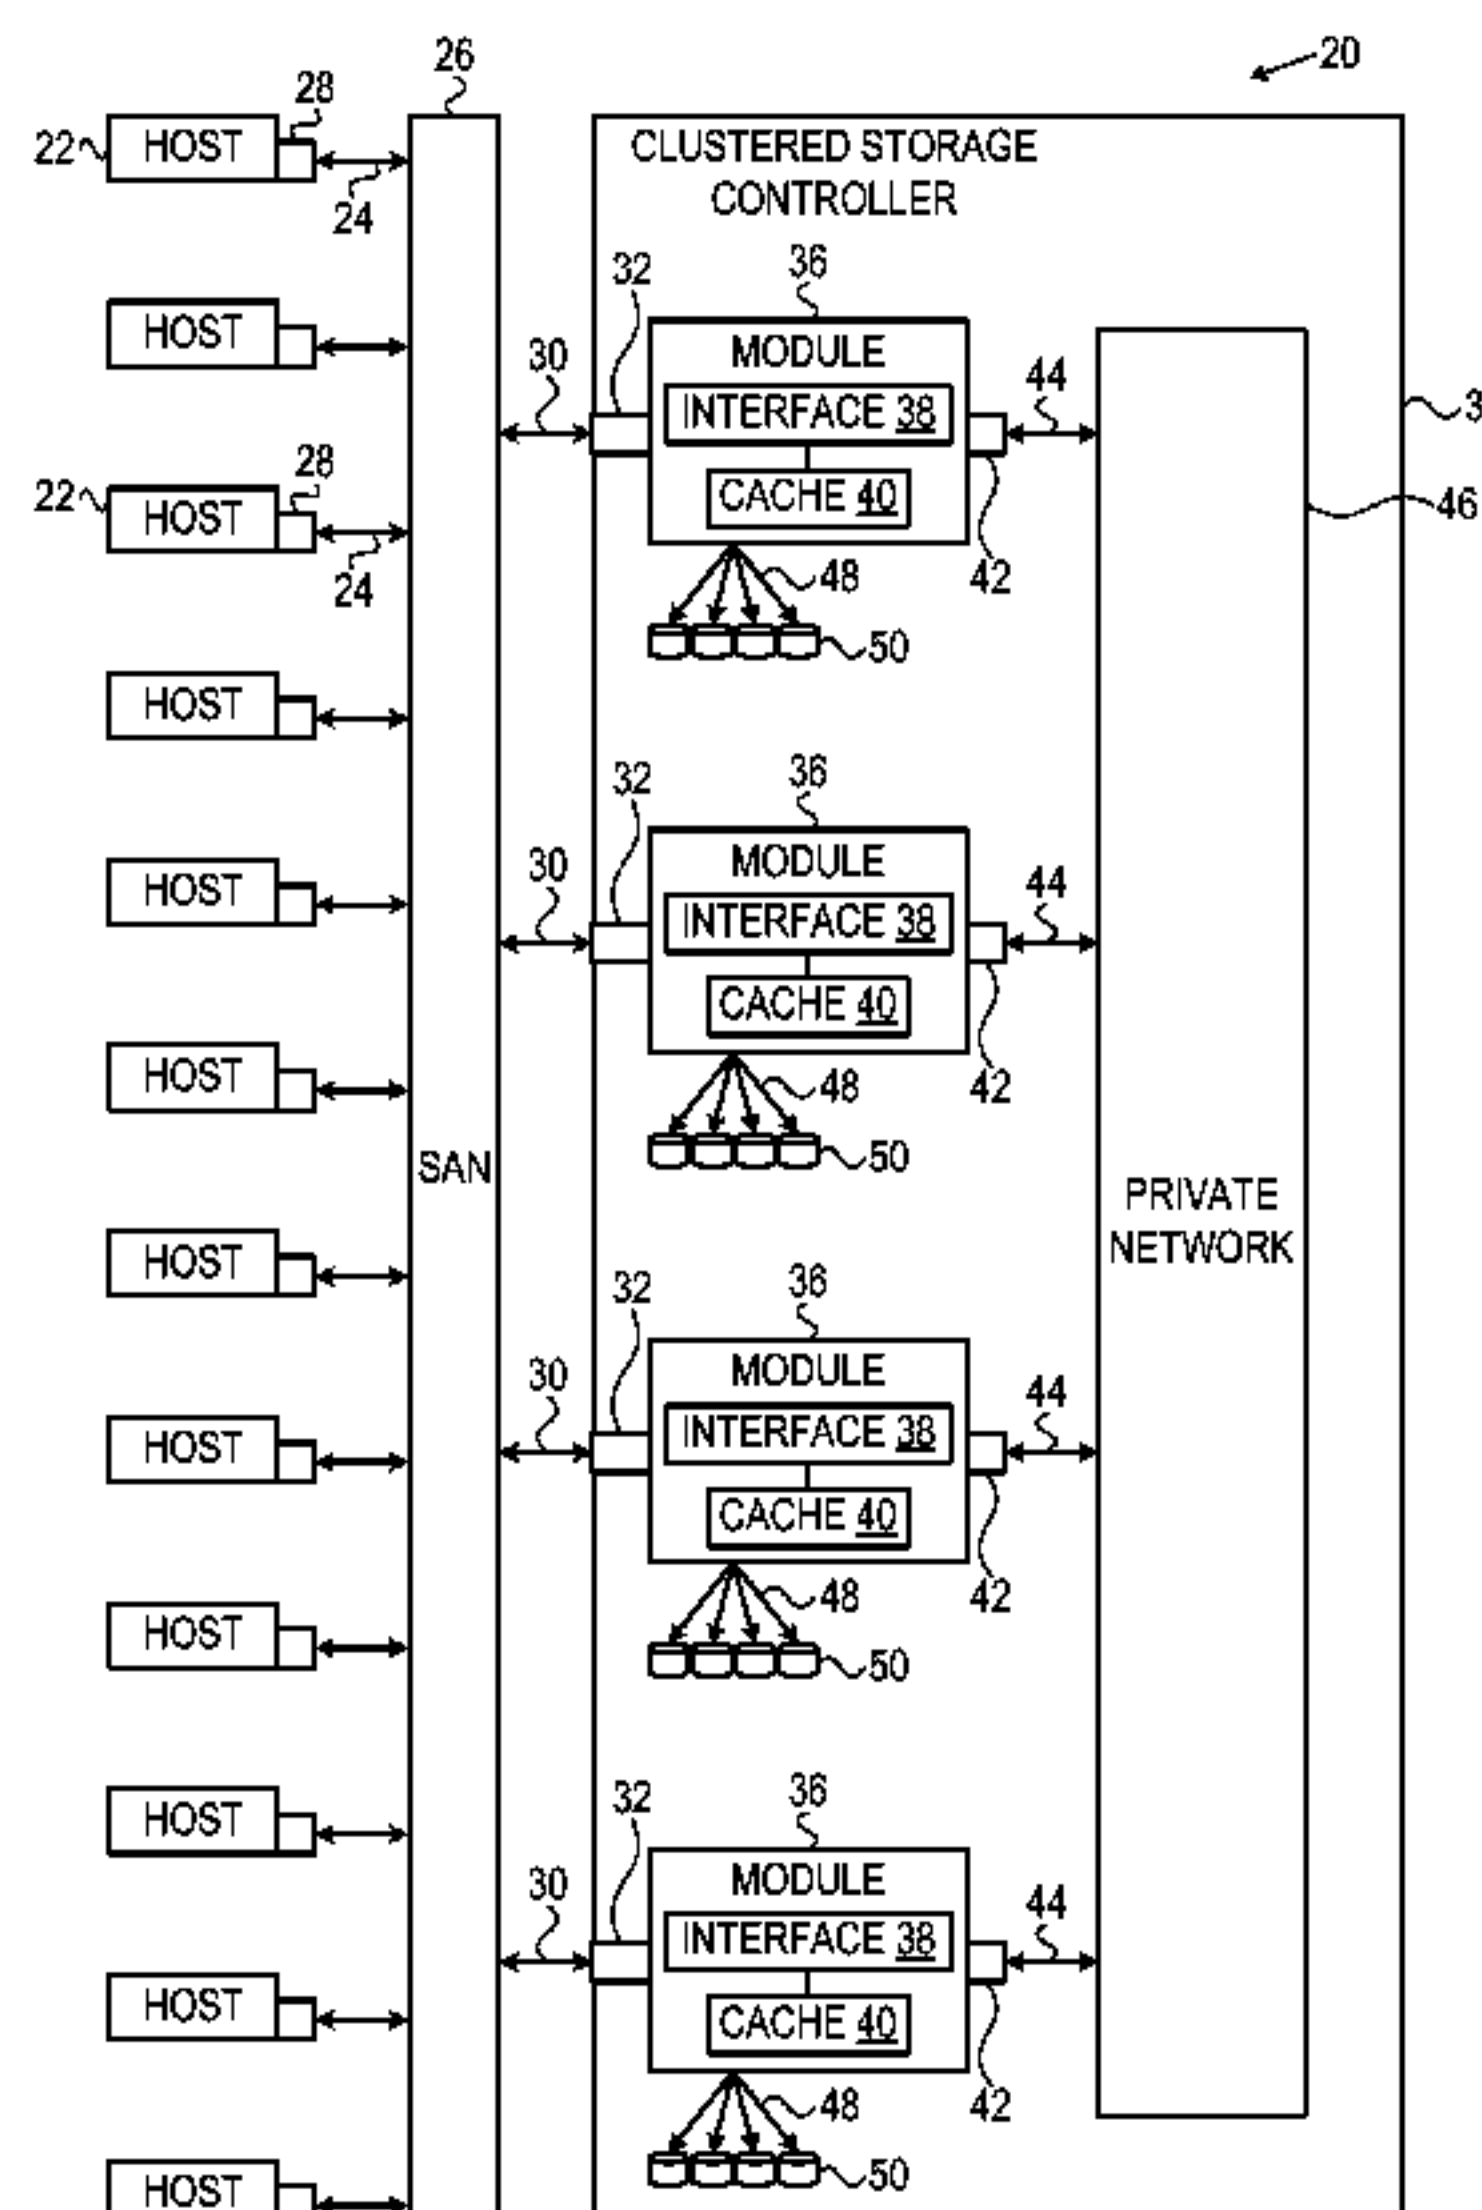 20
26
28
22 HOST
24
CLUSTERED STORAGE
CONTROLLER
HOST
28
22 HOST
24
HOST
HOST
HOST
HOST
HOST
HOST
HOST
HOST
HOST
SAN
32
36
30
MODULE
INTERFACE 38
CACHE 40
44
42
48
50
32
36
30
MODULE
INTERFACE 38
CACHE 40
44
42
48
50
32
36
30
MODULE
INTERFACE 38
CACHE 40
44
42
48
50
32
36
30
MODULE
INTERFACE 38
CACHE 40
44
42
48
50
PRIVATE
NETWORK
46